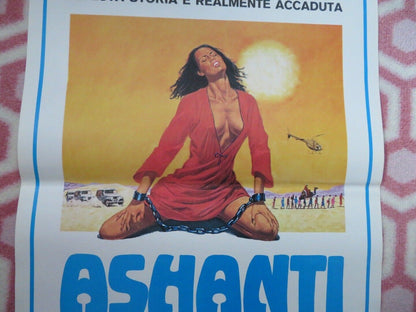 STORIA È REALMENTE ACCADUTA
ASHANTI